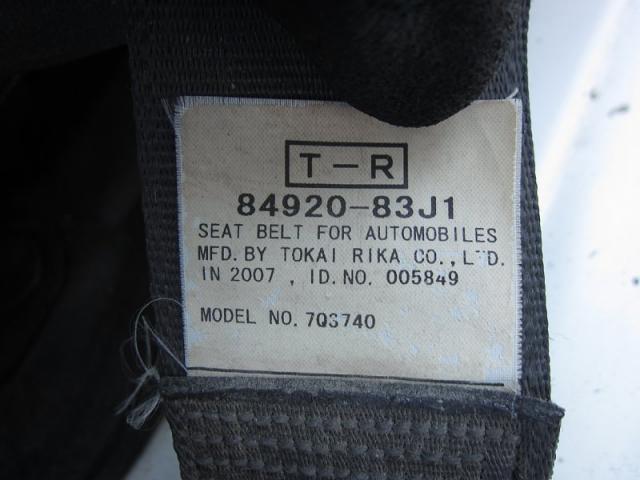 T-R
84920-83J1
SEAT BELT FOR AUTOMOBILES
MFD. BY TOKAI RIKA CO., LTD.
IN 2007 , ID. NO. 005849
MODEL NO. 7Q3740